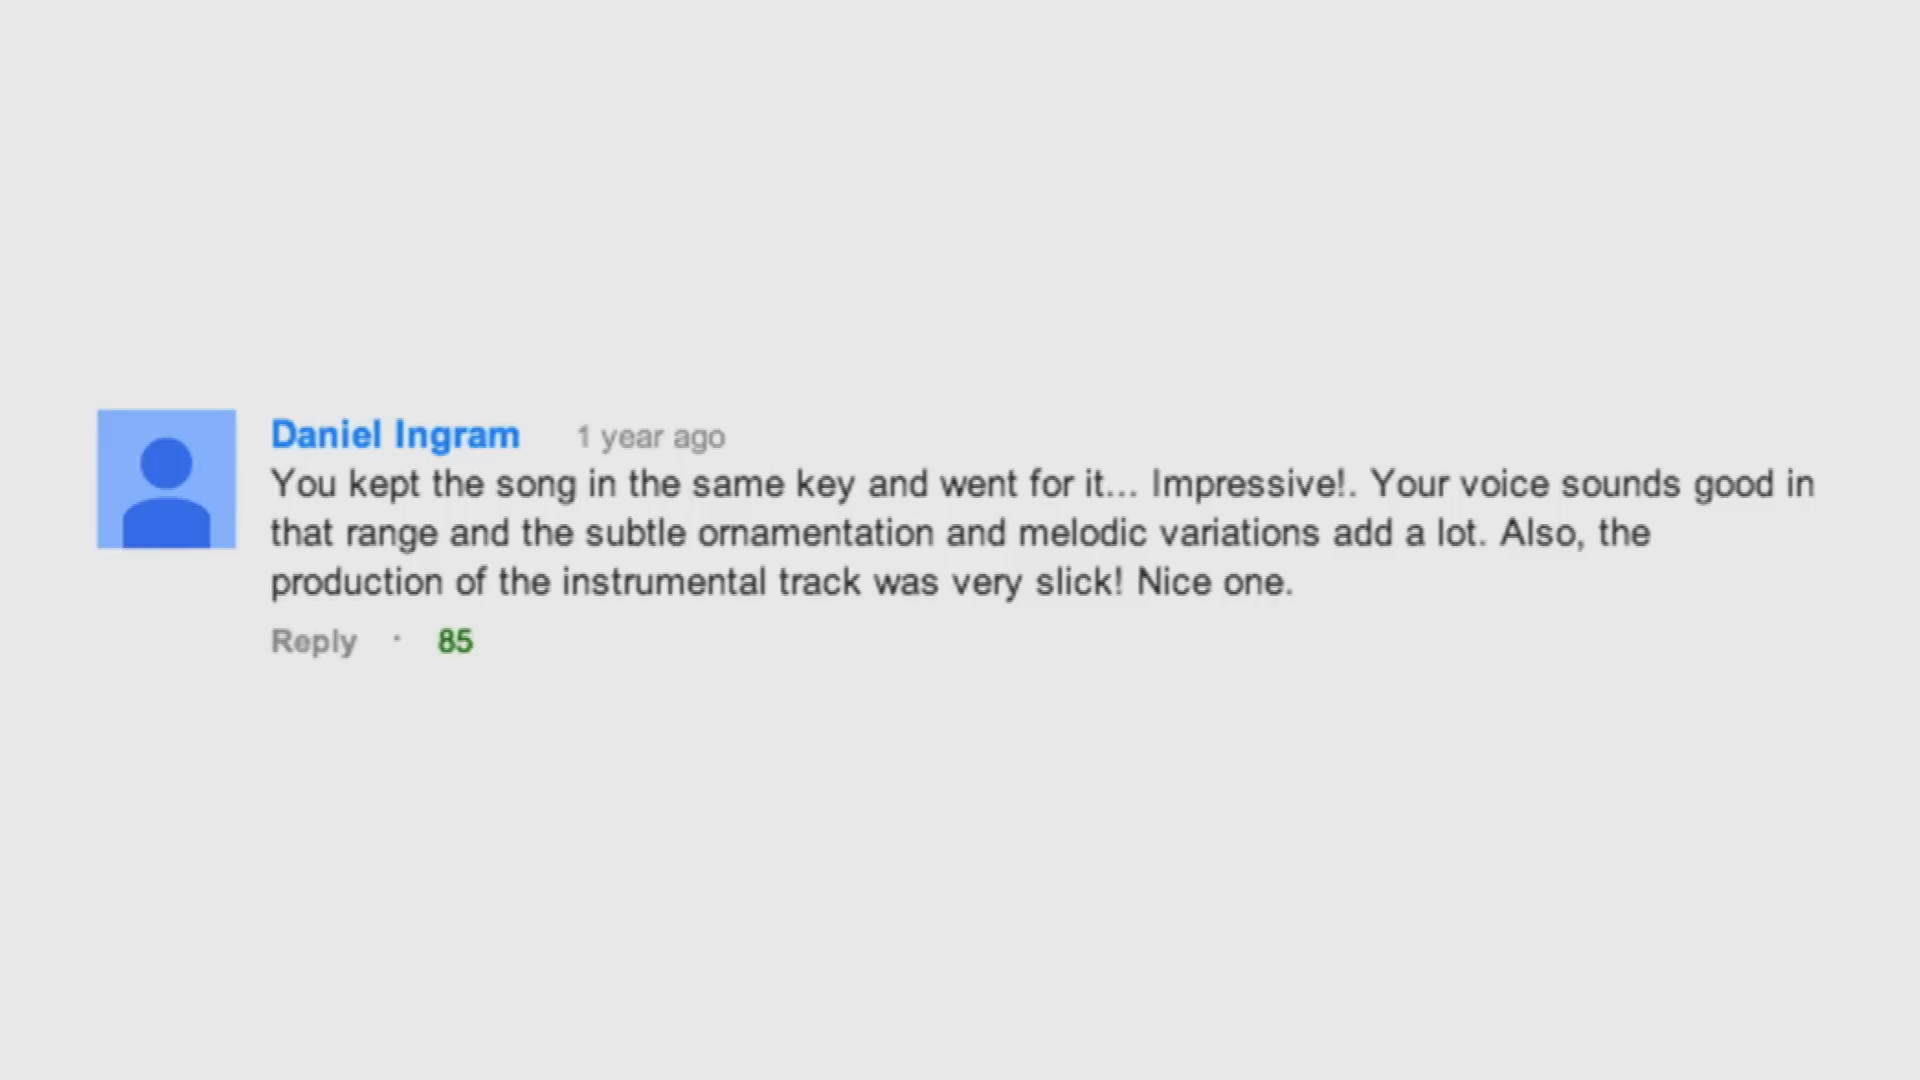 Daniel Ingram 1 year ago
You kept the song in the same key and went for it... Impressive!. Your voice sounds good in
that range and the subtle ornamentation and melodic variations add a lot. Also, the
production of the instrumental track was very slick! Nice one.
Reply · 85